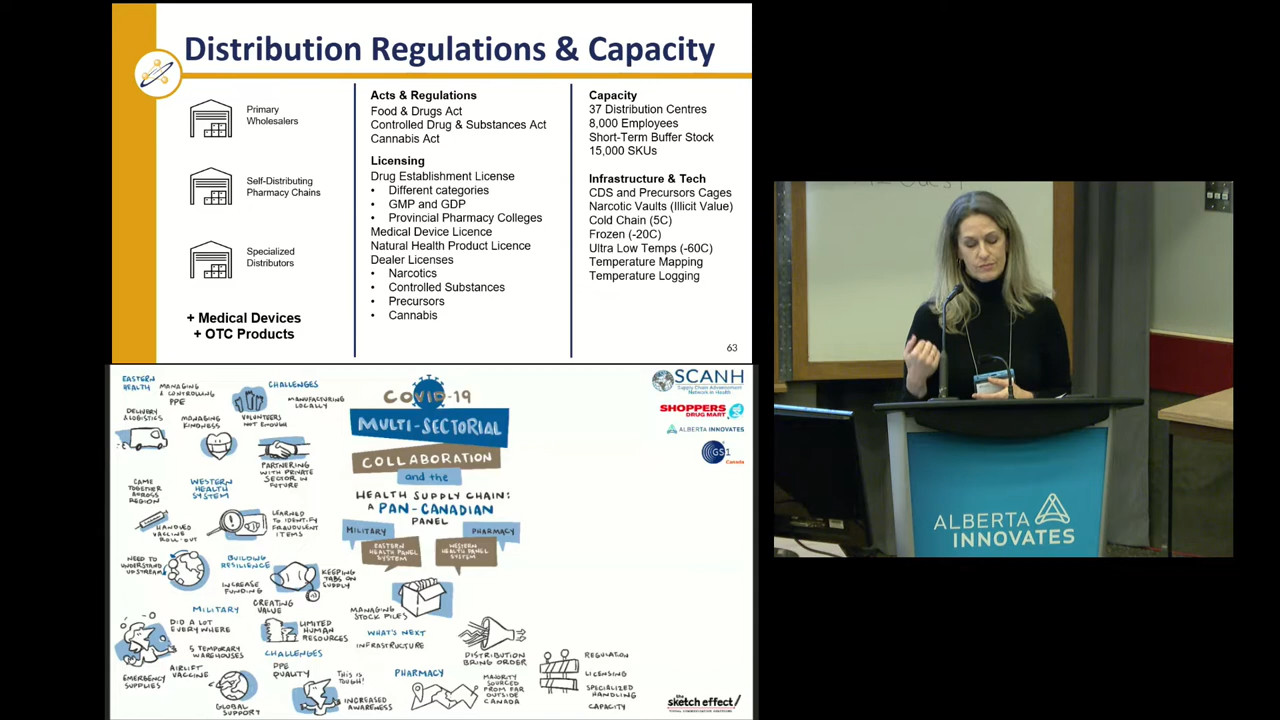 Distribution Regulations & Capacity
Primary
Wholesalers
Self-Distributing
Pharmacy Chains
Specialized
Distributors
+ Medical Devices
+ OTC Products
Acts & Regulations
Food & Drugs Act
Controlled Drug & Substances Act
Cannabis Act
Licensing
Drug Establishment License
• Different categories
• GMP and GDP
• Provincial Pharmacy Colleges
Medical Device Licence
Natural Health Product Licence
Dealer Licenses
• Narcotics
• Controlled Substances
• Precursors
• Cannabis
Capacity
37 Distribution Centres
8,000 Employees
Short-Term Buffer Stock
15,000 SKUs
Infrastructure & Tech
CDS and Precursors Cages
Narcotic Vaults (Illicit Value)
Cold Chain (5C)
Frozen (-20C)
Ultra Low Temps (-60C)
Temperature Mapping
Temperature Logging
63
EASTERN
HEALTH
MANAGING
& CONTROLLING
PPE
CHALLENGES
MANUFACTURING
LOCALLY
DELIVERY
& LOGISTICS
MANAGING
KINDNESS
VOLUNTEERS
NOT ENOUGH
PARTNERING
WITH PRIVATE
SECTOR IN
FUTURE
CAME
TOGETHER
ACROSS
REGION
WESTERN
HEALTH
SYSTEM
HANDLED
VACCINE
ROLL-OUT
LEARNED
TO IDENTIFY
FRAUDULENT
ITEMS
NEED TO
UNDERSTAND
UPSTREAM
BUILDING
RESILIENCE
INCREASE
FUNDING
KEEPING
TABS ON
SUPPLY
MILITARY
CREATING
VALUE
DID A LOT
EVERYWHERE
5 TEMPORARY
WAREHOUSES
LIMITED
HUMAN
RESOURCES
AIRLIFT
VACCINE
EMERGENCY
SUPPLIES
GLOBAL
SUPPORT
CHALLENGES
PPE
QUALITY
THIS IS
TOUGH!
INCREASED
AWARENESS
COVID-19
MULTI-SECTORIAL
COLLABORATION
and the
HEALTH SUPPLY CHAIN:
A PAN-CANADIAN
PANEL
MILITARY
PHARMACY
EASTERN
HEALTH PANEL
SYSTEM
WESTERN
HEALTH PANEL
SYSTEM
MANAGING
STOCK PILES
WHAT'S NEXT
INFRASTRUCTURE
PHARMACY
DISTRIBUTION
BRING ORDER
MAJORITY
SOURCED
FROM FAR
OUTSIDE
CANADA
REGULATION
LICENSING
SPECIALIZED
HANDLING
CAPACITY
SCANH
Supply Chain Advancement
Network in Health
SHOPPERS
DRUG MART
ALBERTA INNOVATES
GS1
Canada
the
sketch effect/
ALBERTA
INNOVATES